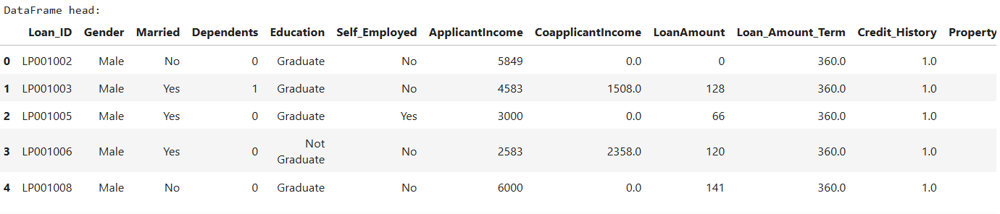 DataFrame head:
Loan_ID Gender Married Dependents Education Self_Employed ApplicantIncome CoapplicantIncome LoanAmount Loan_Amount_Term Credit_History Property
0 LP001002 Male No 0 Graduate No 5849 0.0 0 360.0 1.0
1 LP001003 Male Yes 1 Graduate No 4583 1508.0 128 360.0 1.0
2 LP001005 Male Yes 0 Graduate Yes 3000 0.0 66 360.0 1.0
3 LP001006 Male Yes 0 Not Graduate No 2583 2358.0 120 360.0 1.0
4 LP001008 Male No 0 Graduate No 6000 0.0 141 360.0 1.0